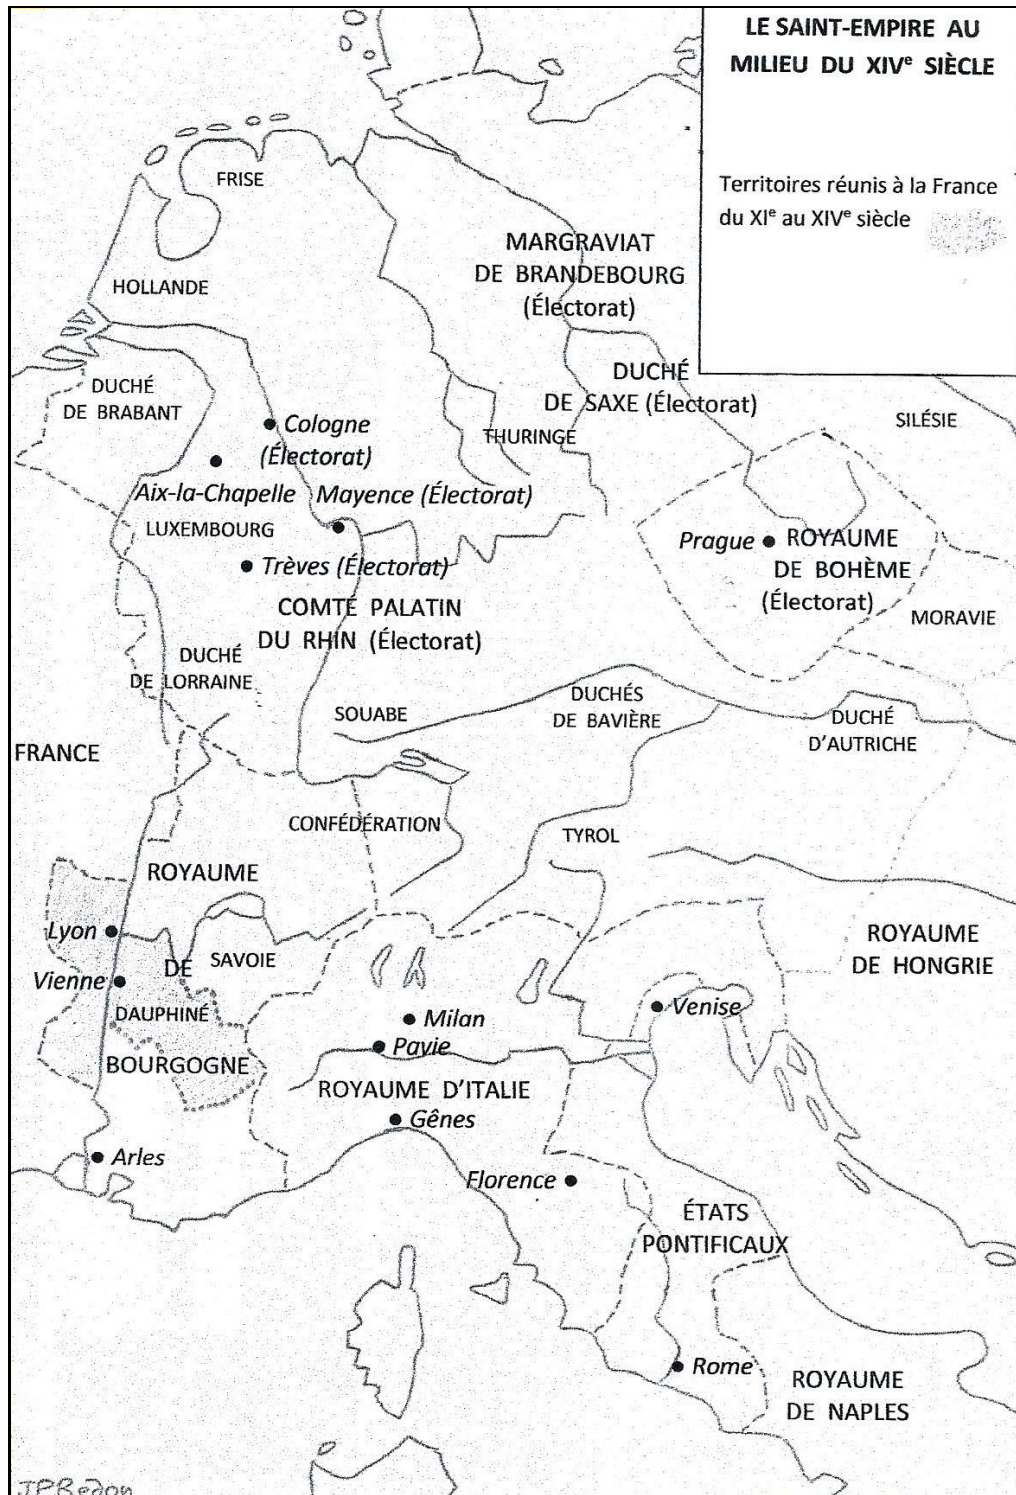 LE SAINT-EMPIRE AU
MILIEU DU XIVe SIÈCLE
Territoires réunis à la France
du XIe au XIVe siècle
FRISE
MARGRAVIAT
DE BRANDEBOURG
(Électorat)
HOLLANDE
DUCHÉ
DE BRABANT
DUCHÉ
DE SAXE (Électorat)
SILÉSIE
Cologne
(Électorat)
THURINGE
Aix-la-Chapelle
Mayence (Électorat)
LUXEMBOURG
Prague
ROYAUME
DE BOHÈME
(Électorat)
Trèves (Électorat)
COMTÉ PALATIN
DU RHIN (Électorat)
MORAVIE
DUCHÉ
DE LORRAINE
SOUABE
DUCHÉS
DE BAVIÈRE
DUCHÉ
D'AUTRICHE
FRANCE
CONFÉDÉRATION
TYROL
ROYAUME
DE
BOURGOGNE
Lyon
SAVOIE
ROYAUME
DE HONGRIE
Vienne
DAUPHINÉ
Milan
Venise
Pavie
ROYAUME D'ITALIE
Gênes
Arles
Florence
ÉTATS
PONTIFICAUX
Rome
ROYAUME
DE NAPLES
JPRedon